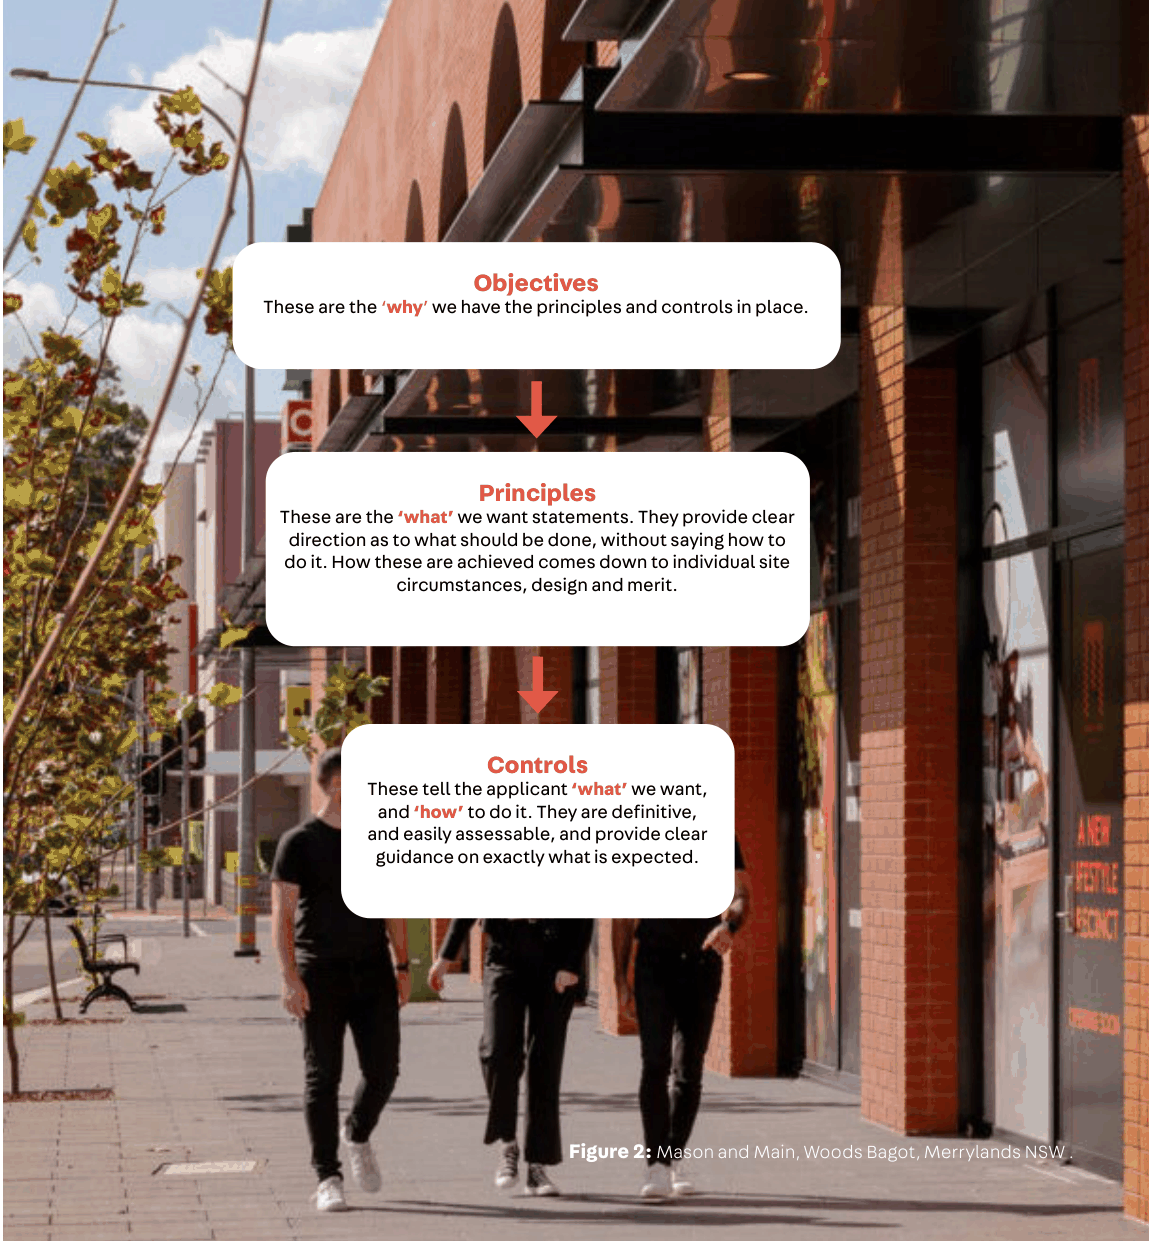 Objectives
These are the ‘why’ we have the principles and controls in place.
Principles
These are the ‘what’ we want statements. They provide clear
direction as to what should be done, without saying how to
do it. How these are achieved comes down to individual site
circumstances, design and merit.
Controls
These tell the applicant ‘what’ we want,
and ‘how’ to do it. They are definitive,
and easily assessable, and provide clear
guidance on exactly what is expected.
A NEW
LIFESTYLE
PRECINCT
OPENING SOON
Figure 2: Mason and Main, Woods Bagot, Merrylands NSW .